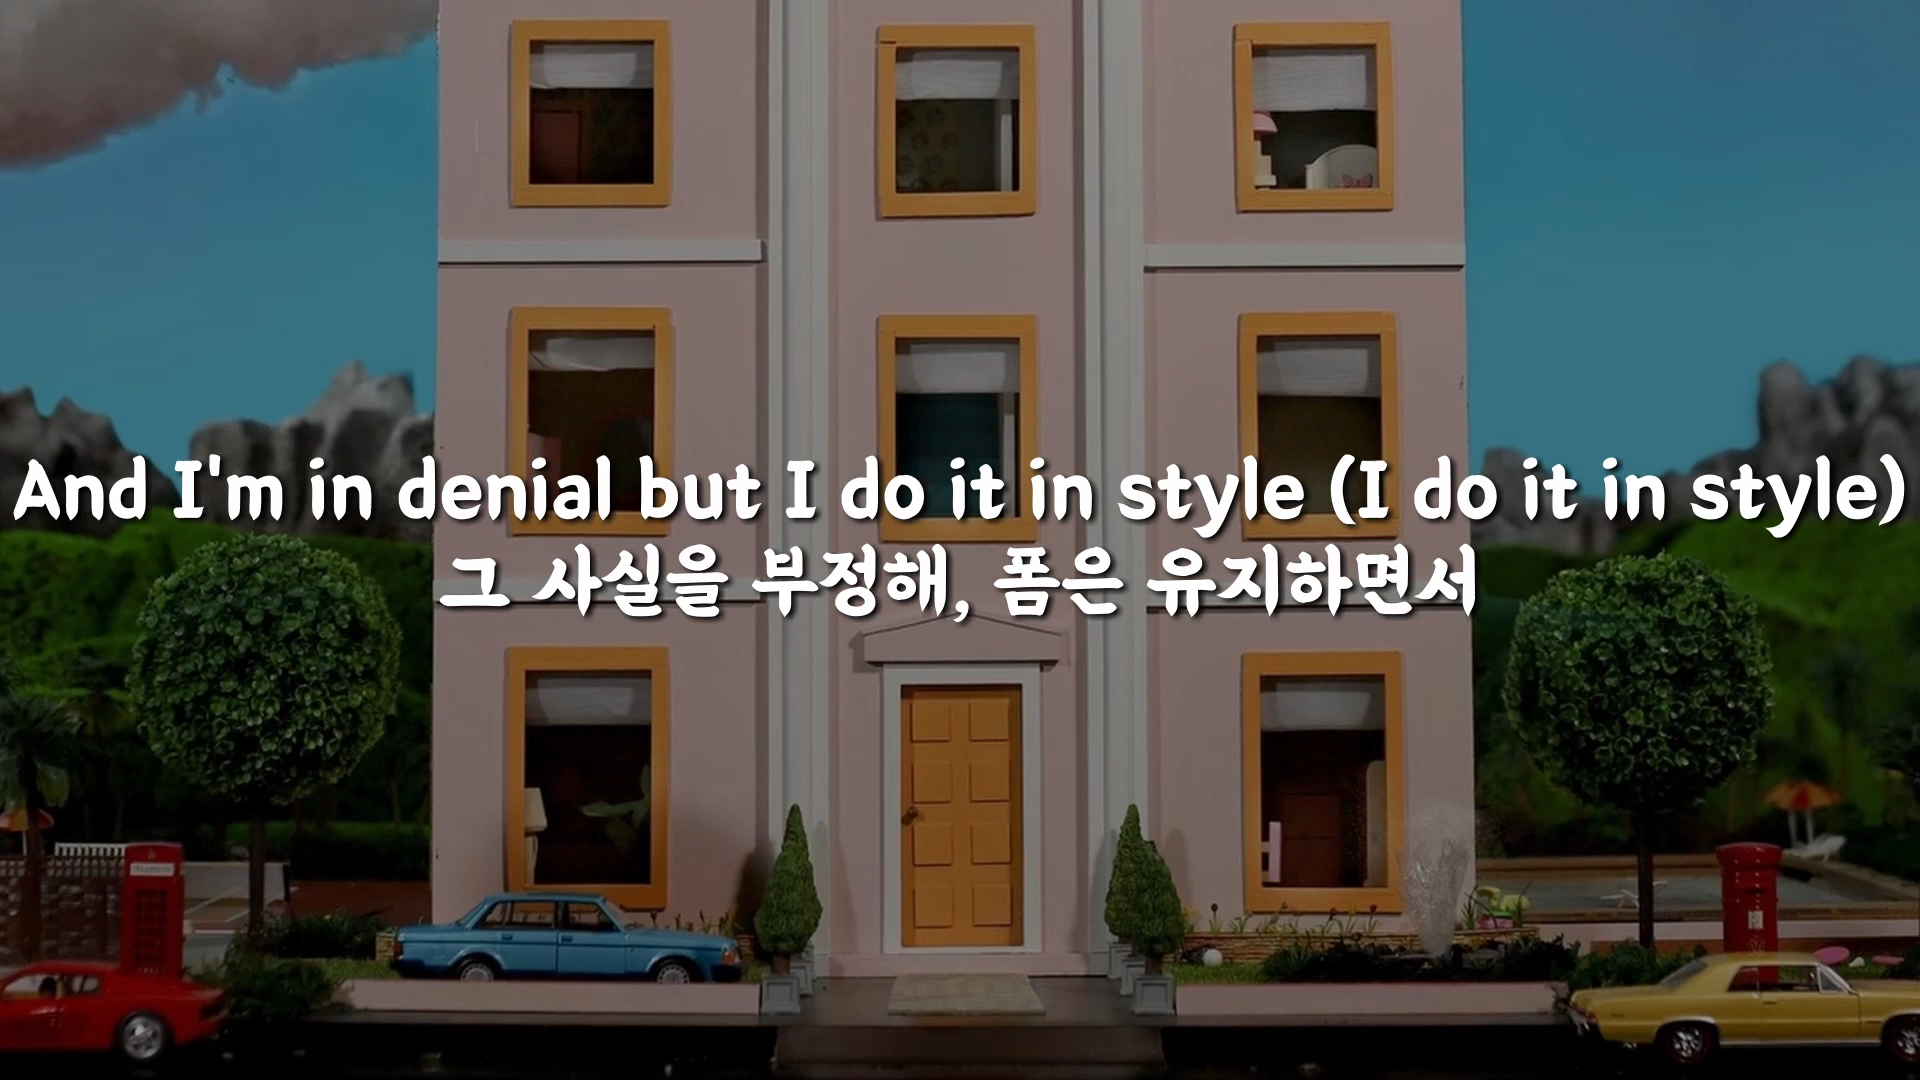 And I'm in denial but I do it in style (I do it in style)
그 사실을 부정해, 폼은 유지하면서